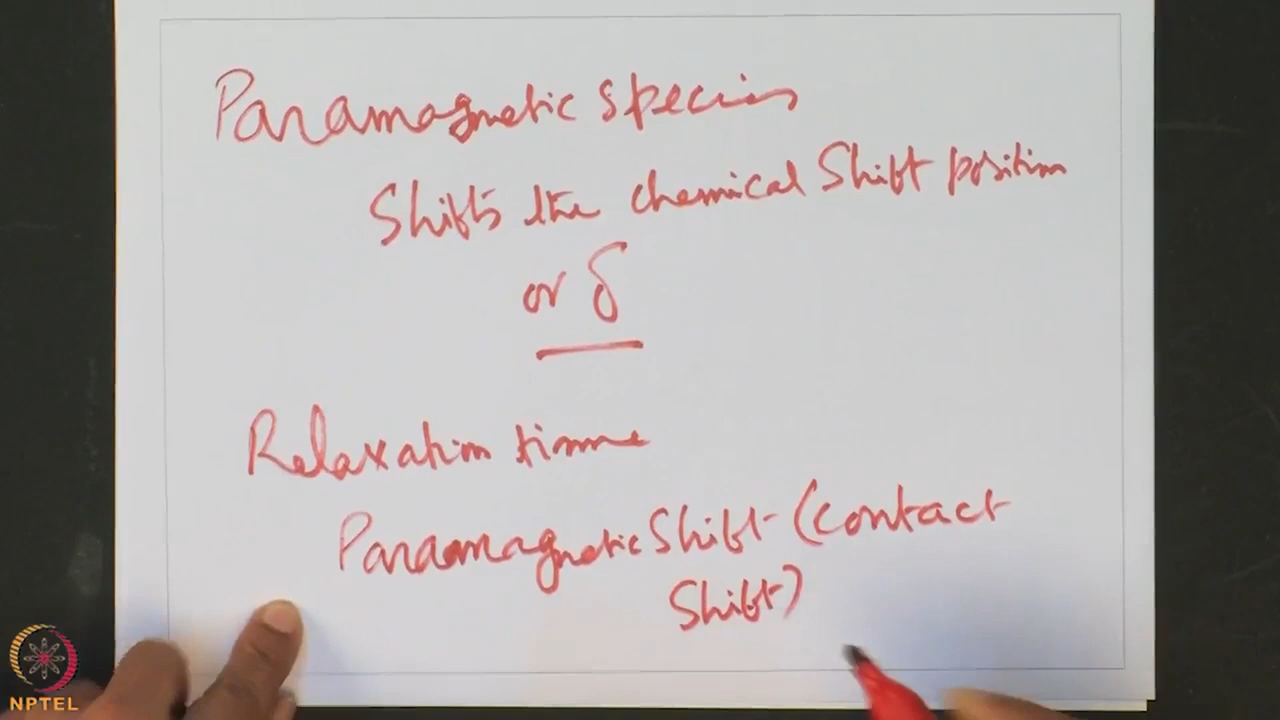 Paramagnetic species
Shifts the chemical Shift position
or δ
Relaxation time
Paramagnetic Shift (contact
Shift)
NPTEL